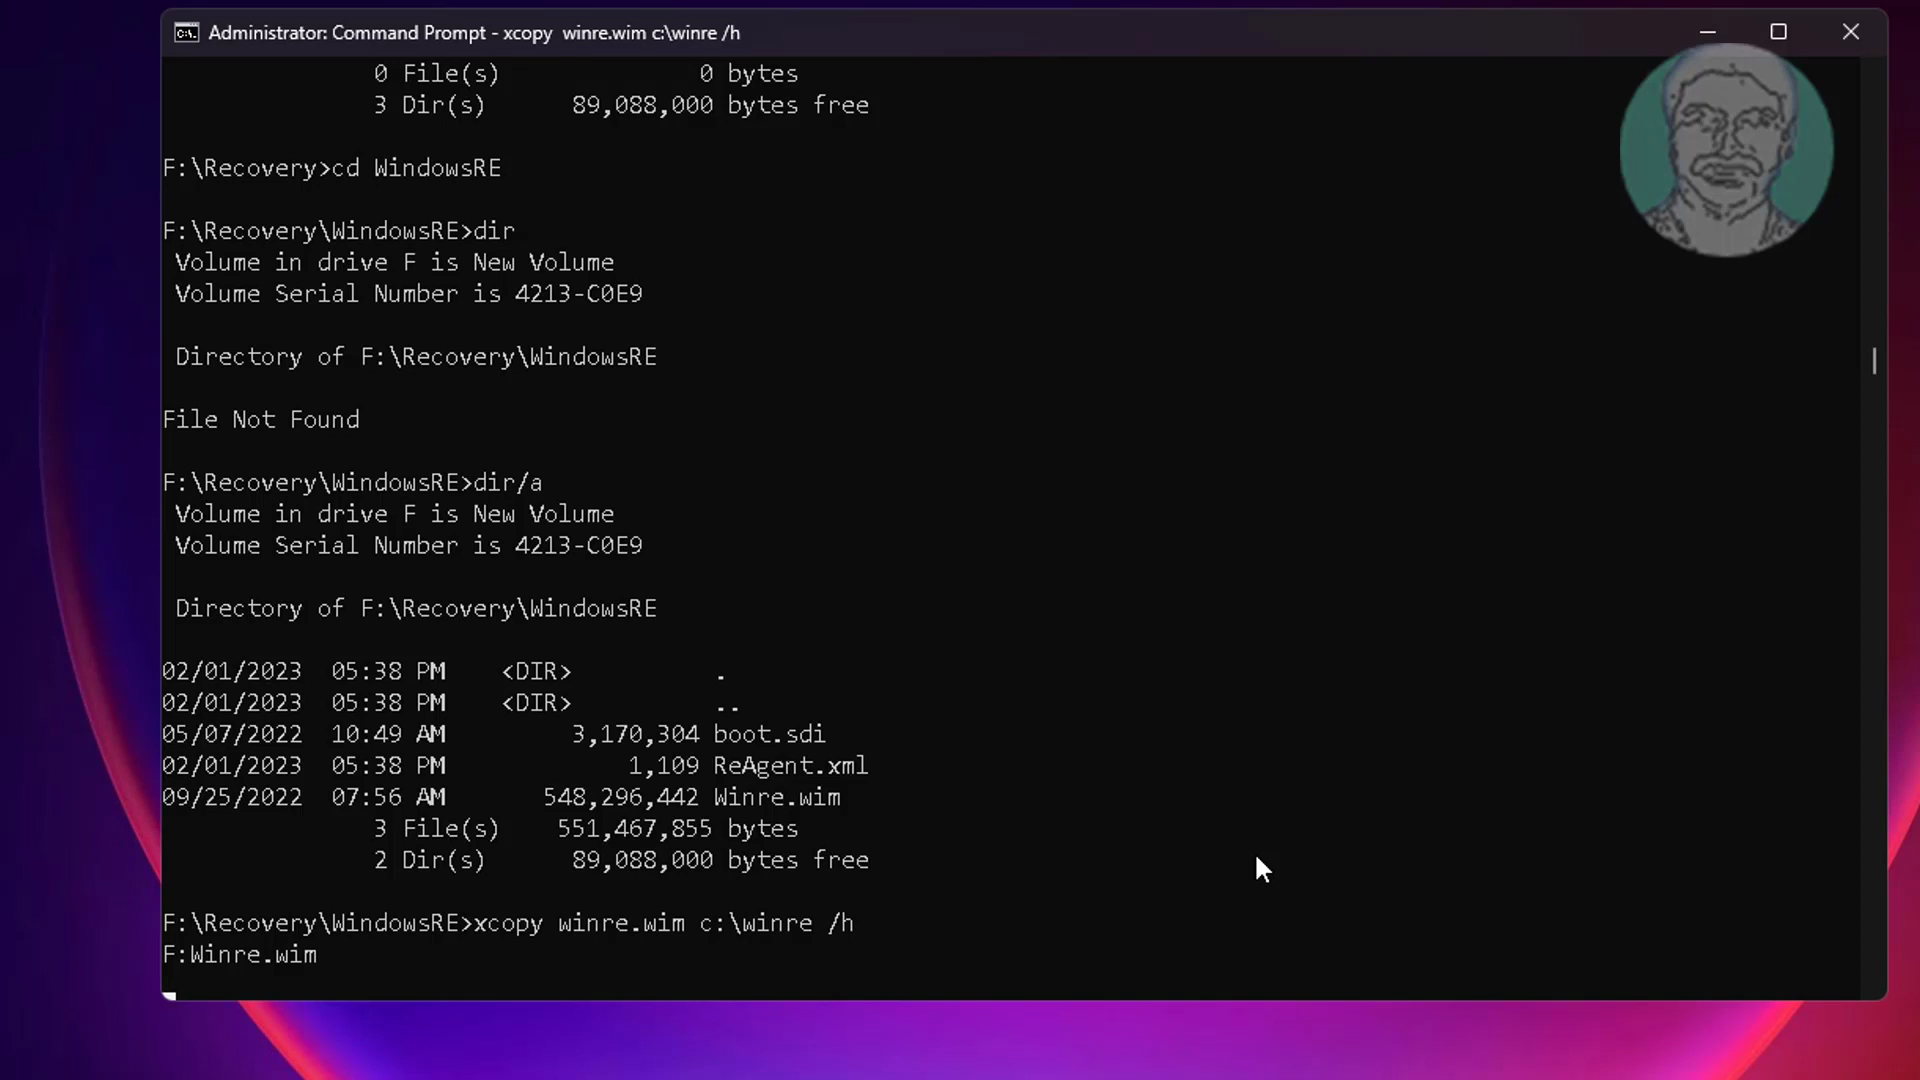 Administrator: Command Prompt - xcopy  winre.wim c:\winre /h
0 File(s)              0 bytes
3 Dir(s)      89,088,000 bytes free
F:\Recovery>cd WindowsRE
F:\Recovery\WindowsRE>dir
Volume in drive F is New Volume
Volume Serial Number is 4213-C0E9
Directory of F:\Recovery\WindowsRE
File Not Found
F:\Recovery\WindowsRE>dir/a
Volume in drive F is New Volume
Volume Serial Number is 4213-C0E9
Directory of F:\Recovery\WindowsRE
02/01/2023  05:38 PM    <DIR>          .
02/01/2023  05:38 PM    <DIR>          ..
05/07/2022  10:49 AM         3,170,304 boot.sdi
02/01/2023  05:38 PM             1,109 ReAgent.xml
09/25/2022  07:56 AM       548,296,442 Winre.wim
3 File(s)    551,467,855 bytes
2 Dir(s)      89,088,000 bytes free
F:\Recovery\WindowsRE>xcopy winre.wim c:\winre /h
F:Winre.wim